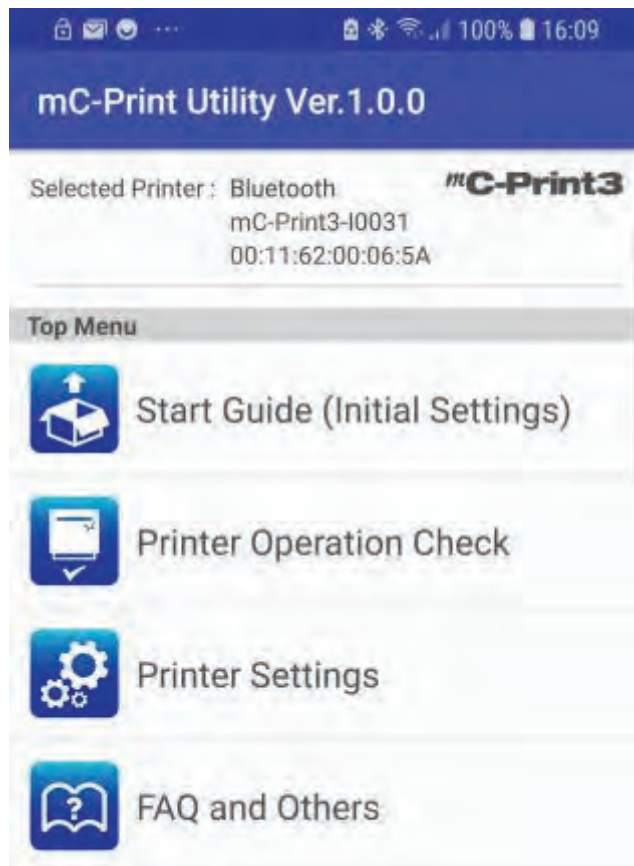 100% 16:09
mC-Print Utility Ver.1.0.0
Selected Printer : Bluetooth mC-Print3
mC-Print3-I0031
00:11:62:00:06:5A
Top Menu
Start Guide (Initial Settings)
Printer Operation Check
Printer Settings
? FAQ and Others